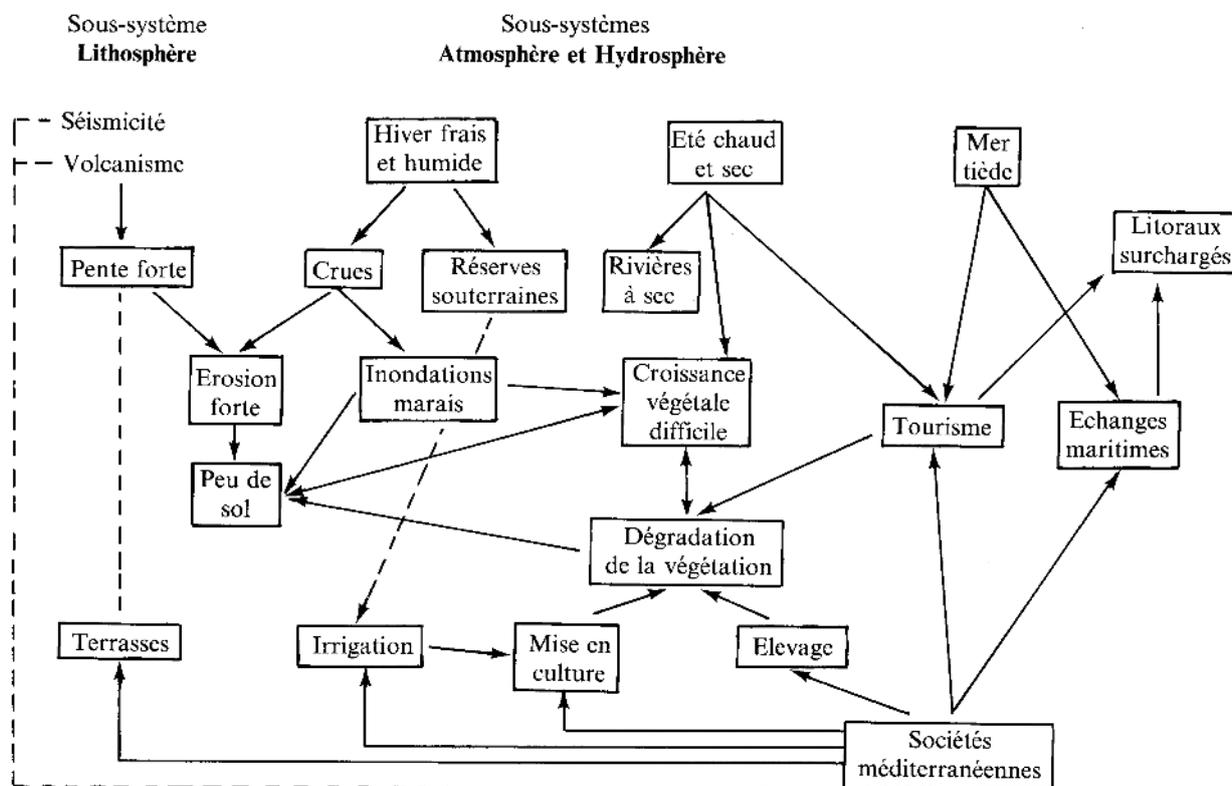 Sous-système
Lithosphère
Sous-systèmes
Atmosphère et Hydrosphère
Séismicité
Volcanisme
Hiver frais
et humide
Eté chaud
et sec
Mer
tiède
Litoraux
surchargés
Pente forte
Crues
Réserves
souterraines
Rivières
à sec
Erosion
forte
Inondations
marais
Croissance
végétale
difficile
Tourisme
Echanges
maritimes
Peu de
sol
Dégradation
de la végétation
Terrasses
Irrigation
Mise en
culture
Elevage
Sociétés
méditerranéennes